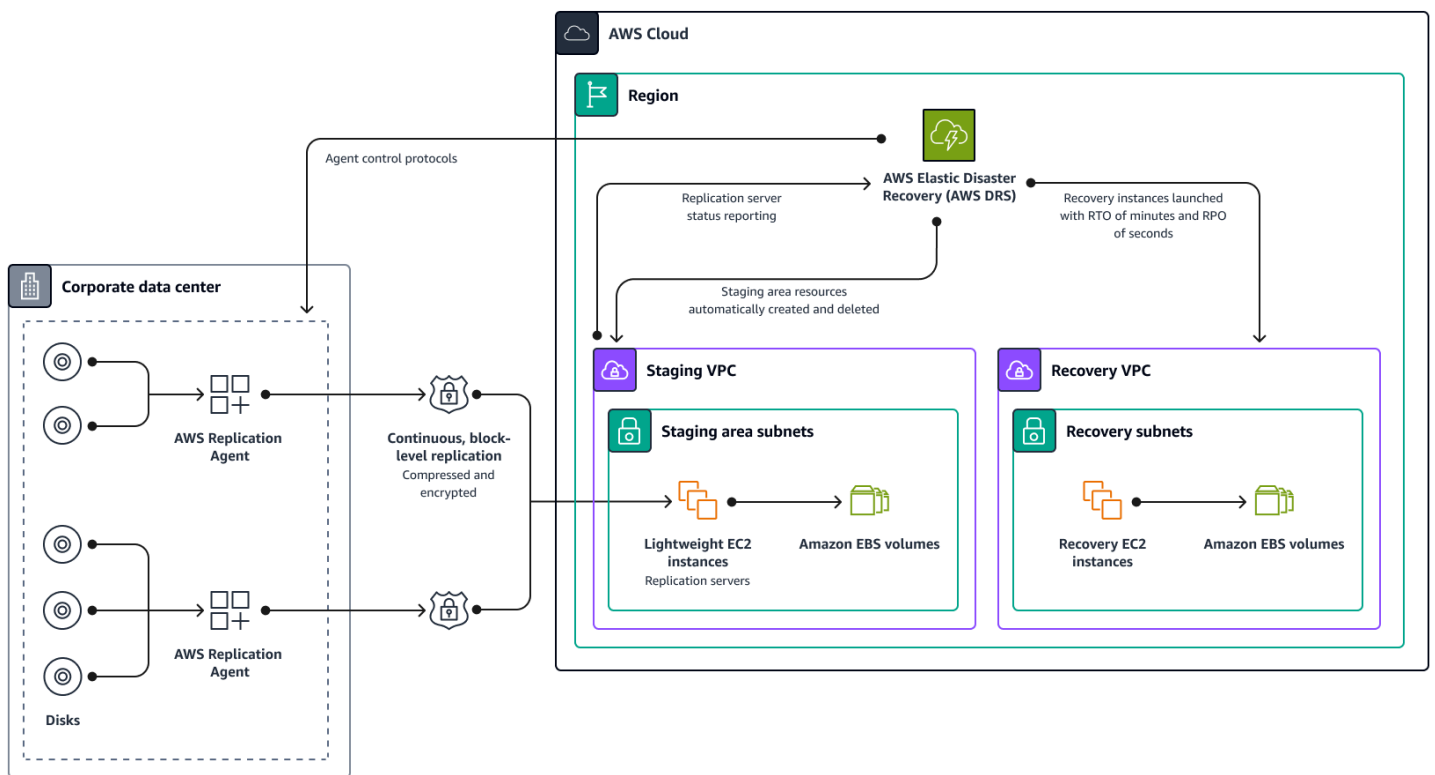 AWS Cloud
Region
Agent control protocols
AWS Elastic Disaster
Recovery (AWS DRS)
Replication server
status reporting
Recovery instances launched
with RTO of minutes and RPO
of seconds
Staging area resources
automatically created and deleted
Corporate data center
AWS Replication
Agent
Continuous, block-
level replication
Compressed and
encrypted
AWS Replication
Agent
Disks
Staging VPC
Staging area subnets
Lightweight EC2
instances
Replication servers
Amazon EBS volumes
Recovery VPC
Recovery subnets
Recovery EC2
instances
Amazon EBS volumes